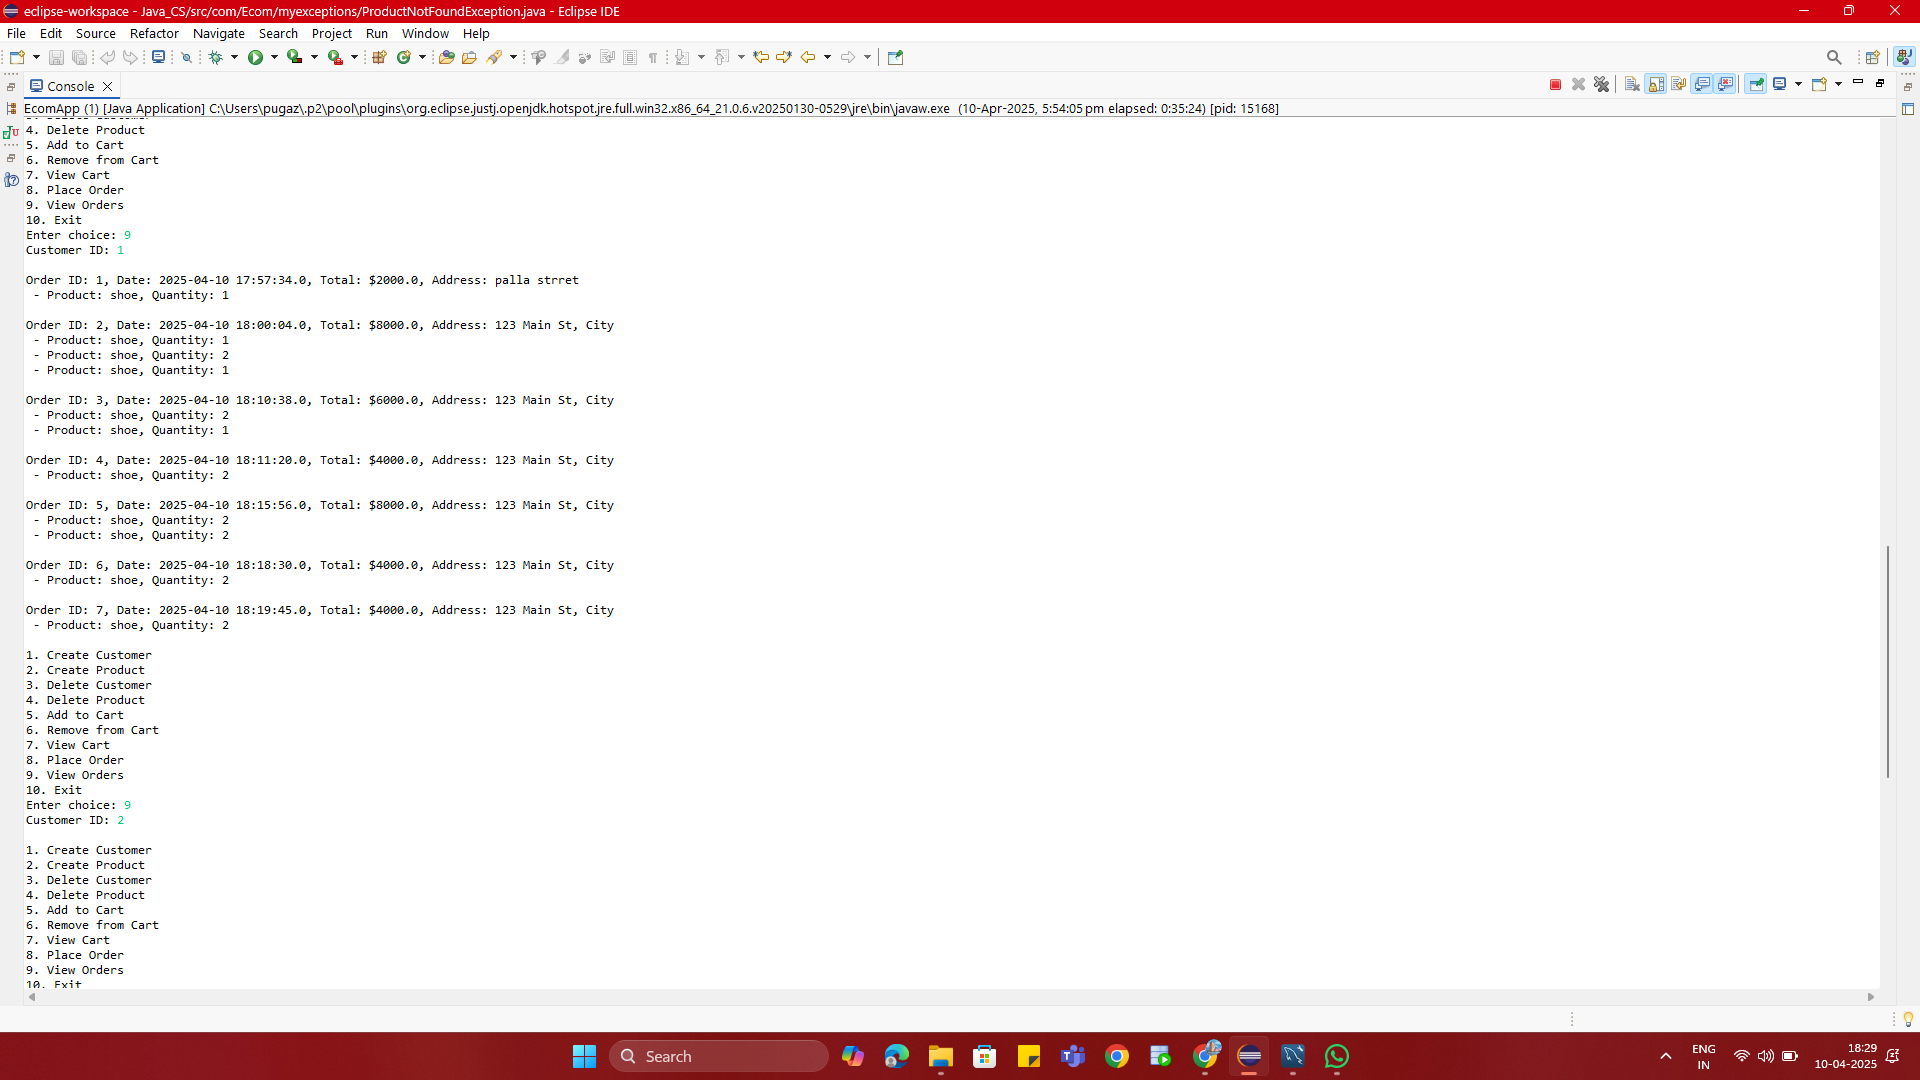 eclipse-workspace - Java_CS/src/com/Ecom/myexceptions/ProductNotFoundException.java - Eclipse IDE
File Edit Source Refactor Navigate Search Project Run Window Help
Console
EcomApp (1) [Java Application] C:\Users\pugaz\.p2\pool\plugins\org.eclipse.justj.openjdk.hotspot.jre.full.win32.x86_64_21.0.6.v20250130-0529\jre\bin\javaw.exe (10-Apr-2025, 5:54:05 pm elapsed: 0:35:24) [pid: 15168]
4. Delete Product
5. Add to Cart
6. Remove from Cart
7. View Cart
8. Place Order
9. View Orders
10. Exit
Enter choice: 9
Customer ID: 1
Order ID: 1, Date: 2025-04-10 17:57:34.0, Total: $2000.0, Address: palla strret
- Product: shoe, Quantity: 1
Order ID: 2, Date: 2025-04-10 18:00:04.0, Total: $8000.0, Address: 123 Main St, City
- Product: shoe, Quantity: 1
- Product: shoe, Quantity: 2
- Product: shoe, Quantity: 1
Order ID: 3, Date: 2025-04-10 18:10:38.0, Total: $6000.0, Address: 123 Main St, City
- Product: shoe, Quantity: 2
- Product: shoe, Quantity: 1
Order ID: 4, Date: 2025-04-10 18:11:20.0, Total: $4000.0, Address: 123 Main St, City
- Product: shoe, Quantity: 2
Order ID: 5, Date: 2025-04-10 18:15:56.0, Total: $8000.0, Address: 123 Main St, City
- Product: shoe, Quantity: 2
- Product: shoe, Quantity: 2
Order ID: 6, Date: 2025-04-10 18:18:30.0, Total: $4000.0, Address: 123 Main St, City
- Product: shoe, Quantity: 2
Order ID: 7, Date: 2025-04-10 18:19:45.0, Total: $4000.0, Address: 123 Main St, City
- Product: shoe, Quantity: 2
1. Create Customer
2. Create Product
3. Delete Customer
4. Delete Product
5. Add to Cart
6. Remove from Cart
7. View Cart
8. Place Order
9. View Orders
10. Exit
Enter choice: 9
Customer ID: 2
1. Create Customer
2. Create Product
3. Delete Customer
4. Delete Product
5. Add to Cart
6. Remove from Cart
7. View Cart
8. Place Order
9. View Orders
10. Exit
Search
ENG
IN
18:29
10-04-2025